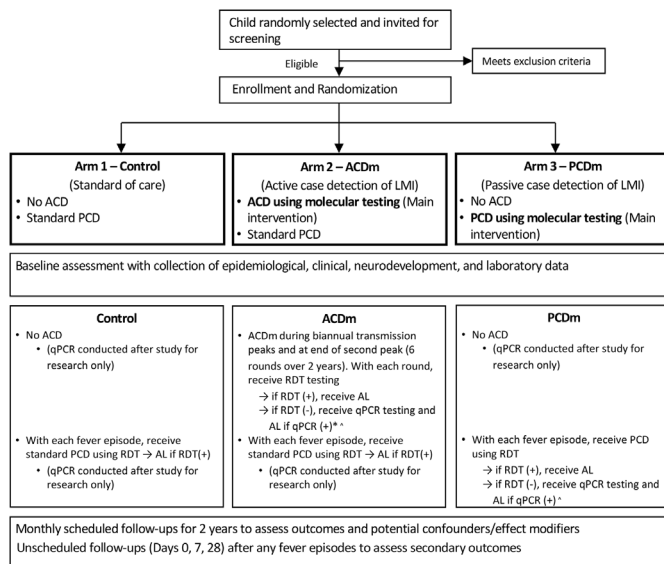 Child randomly selected and invited for
screening
Eligible
Meets exclusion criteria
Enrollment and Randomization
Arm 1 – Control
(Standard of care)
• No ACD
• Standard PCD
Arm 2 – ACDm
(Active case detection of LMI)
• ACD using molecular testing (Main
intervention)
• Standard PCD
Arm 3 – PCDm
(Passive case detection of LMI)
• No ACD
• PCD using molecular testing (Main
intervention)
Baseline assessment with collection of epidemiological, clinical, neurodevelopment, and laboratory data
Control
• No ACD
• (qPCR conducted after study for
research only)
• With each fever episode, receive
standard PCD using RDT → AL if RDT(+)
• (qPCR conducted after study for
research only)
ACDm
• ACDm during biannual transmission
peaks and at end of second peak (6
rounds over 2 years). With each round,
receive RDT testing
→ if RDT (+), receive AL
→ if RDT (-), receive qPCR testing and
AL if qPCR (+)*^
• With each fever episode, receive
standard PCD using RDT → AL if RDT(+)
• (qPCR conducted after study for
research only)
PCDm
• No ACD
• (qPCR conducted after study for
research only)
• With each fever episode, receive PCD
using RDT
→ if RDT (+), receive AL
→ if RDT (-), receive qPCR testing and
AL if qPCR (+)^
Monthly scheduled follow-ups for 2 years to assess outcomes and potential confounders/effect modifiers
Unscheduled follow-ups (Days 0, 7, 28) after any fever episodes to assess secondary outcomes